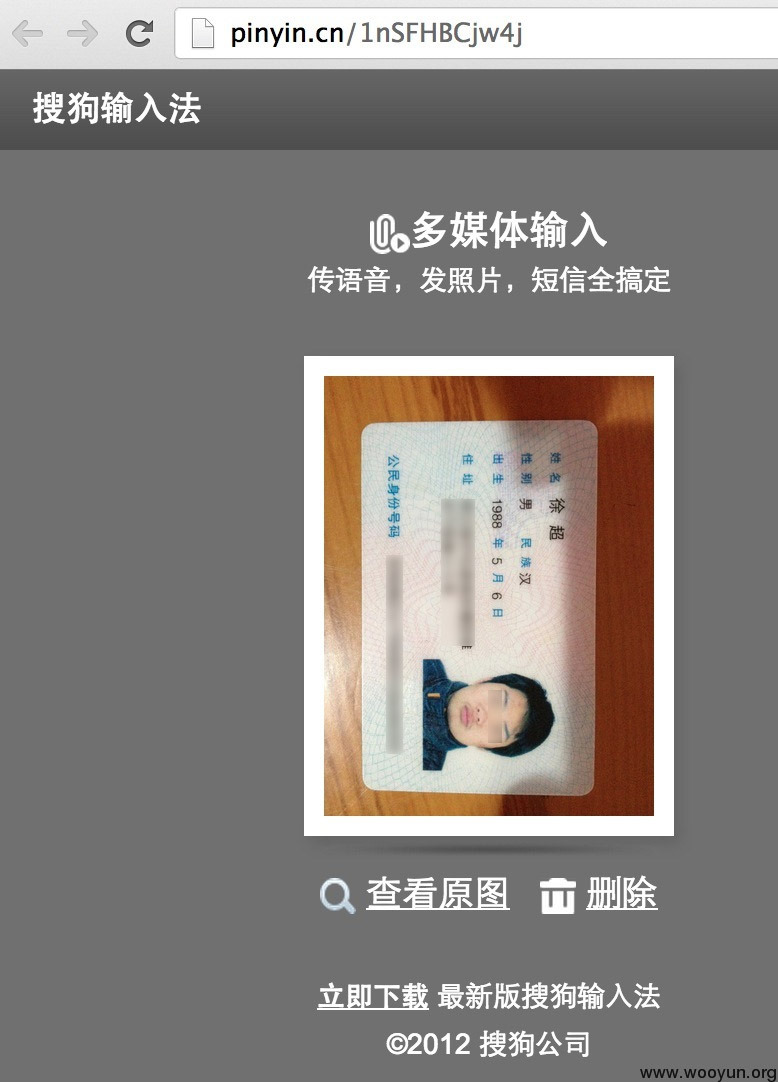 pinyin.cn/1nSFHBCjw4j
搜狗输入法
多媒体输入
传语音，发照片，短信全搞定
姓名 徐超
性别 男 民族 汉
出生 1988 年 5 月 6 日
住址
公民身份号码
查看原图 删除
立即下载 最新版搜狗输入法
©2012 搜狗公司
www.wooyun.org